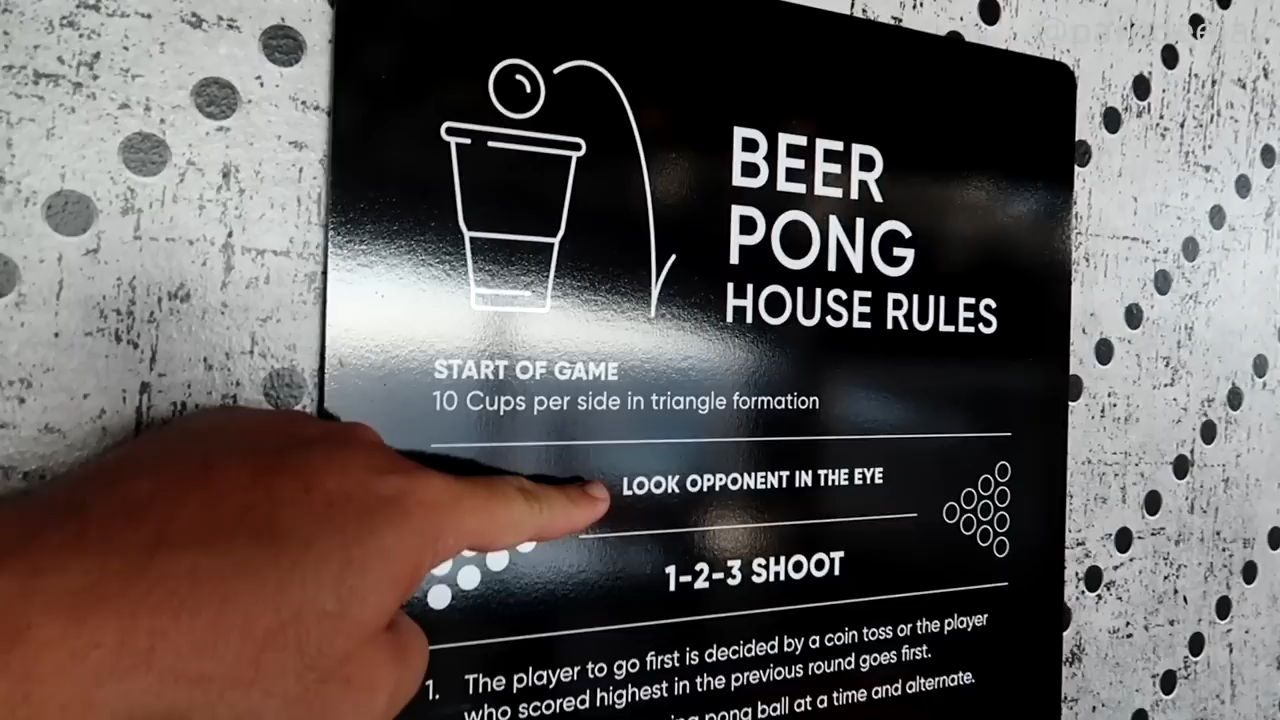 BEER
PONG
HOUSE RULES
START OF GAME
10 Cups per side in triangle formation
LOOK OPPONENT IN THE EYE
1-2-3 SHOOT
1. The player to go first is decided by a coin toss or the player
who scored highest in the previous round goes first.
pong ball at a time and alternate.